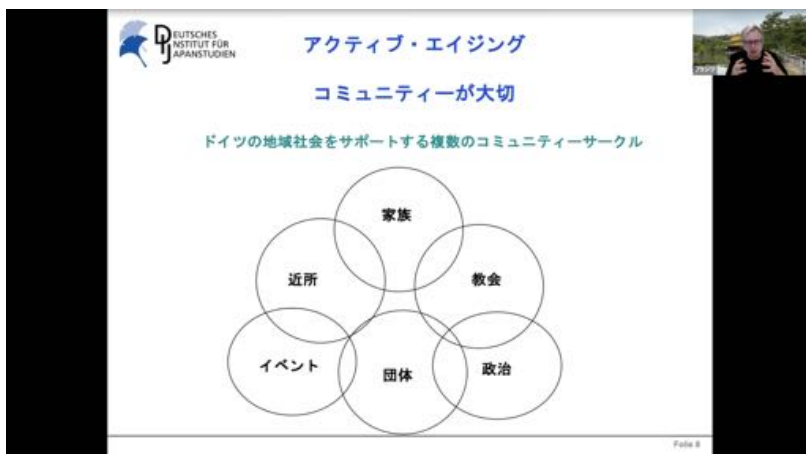 DEUTSCHES
INSTITUT FÜR
JAPANSTUDIEN
アクティブ・エイジング
コミュニティーが大切
ドイツの地域社会をサポートする複数のコミュニティーサークル
家族
近所
教会
イベント
団体
政治
Folie 8